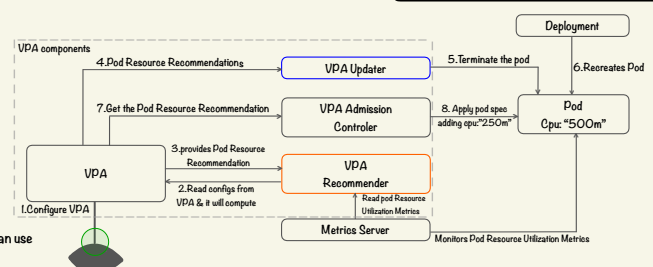 Deployment
VPA components
4.Pod Resource Recommendations
VPA Updater
5.Terminate the pod
6.Recreates Pod
7.Get the Pod Resource Recommendation
VPA Admission
Controler
8. Apply pod spec
adding cpu:"250m"
Pod
Cpu: "500m"
3.provides Pod Resource
Recommendation
VPA
VPA
Recommender
2.Read configs from
VPA & it will compute
Read pod Resource
Utilization Metrics
1.Configure VPA
Metrics Server
Monitors Pod Resource Utilization Metrics
an use